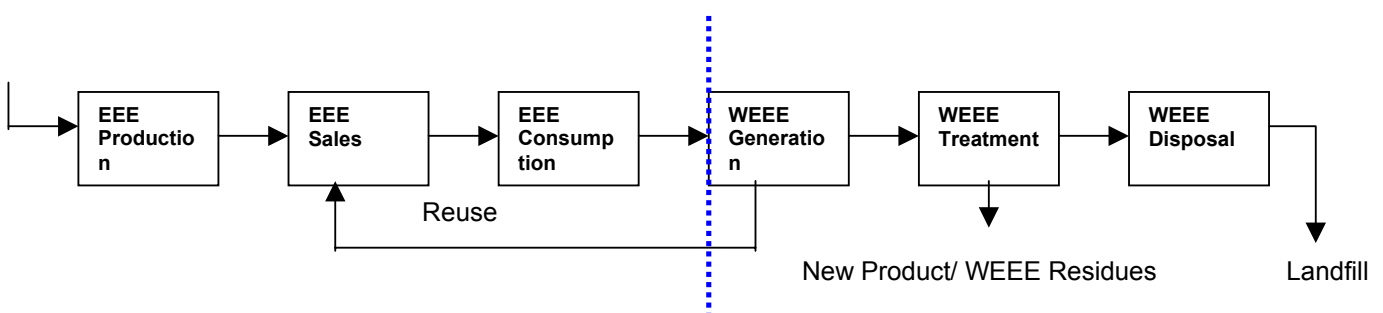 EEE
Productio
n
EEE
Sales
EEE
Consump
tion
WEEE
Generatio
n
WEEE
Treatment
WEEE
Disposal
Reuse
New Product/ WEEE Residues
Landfill